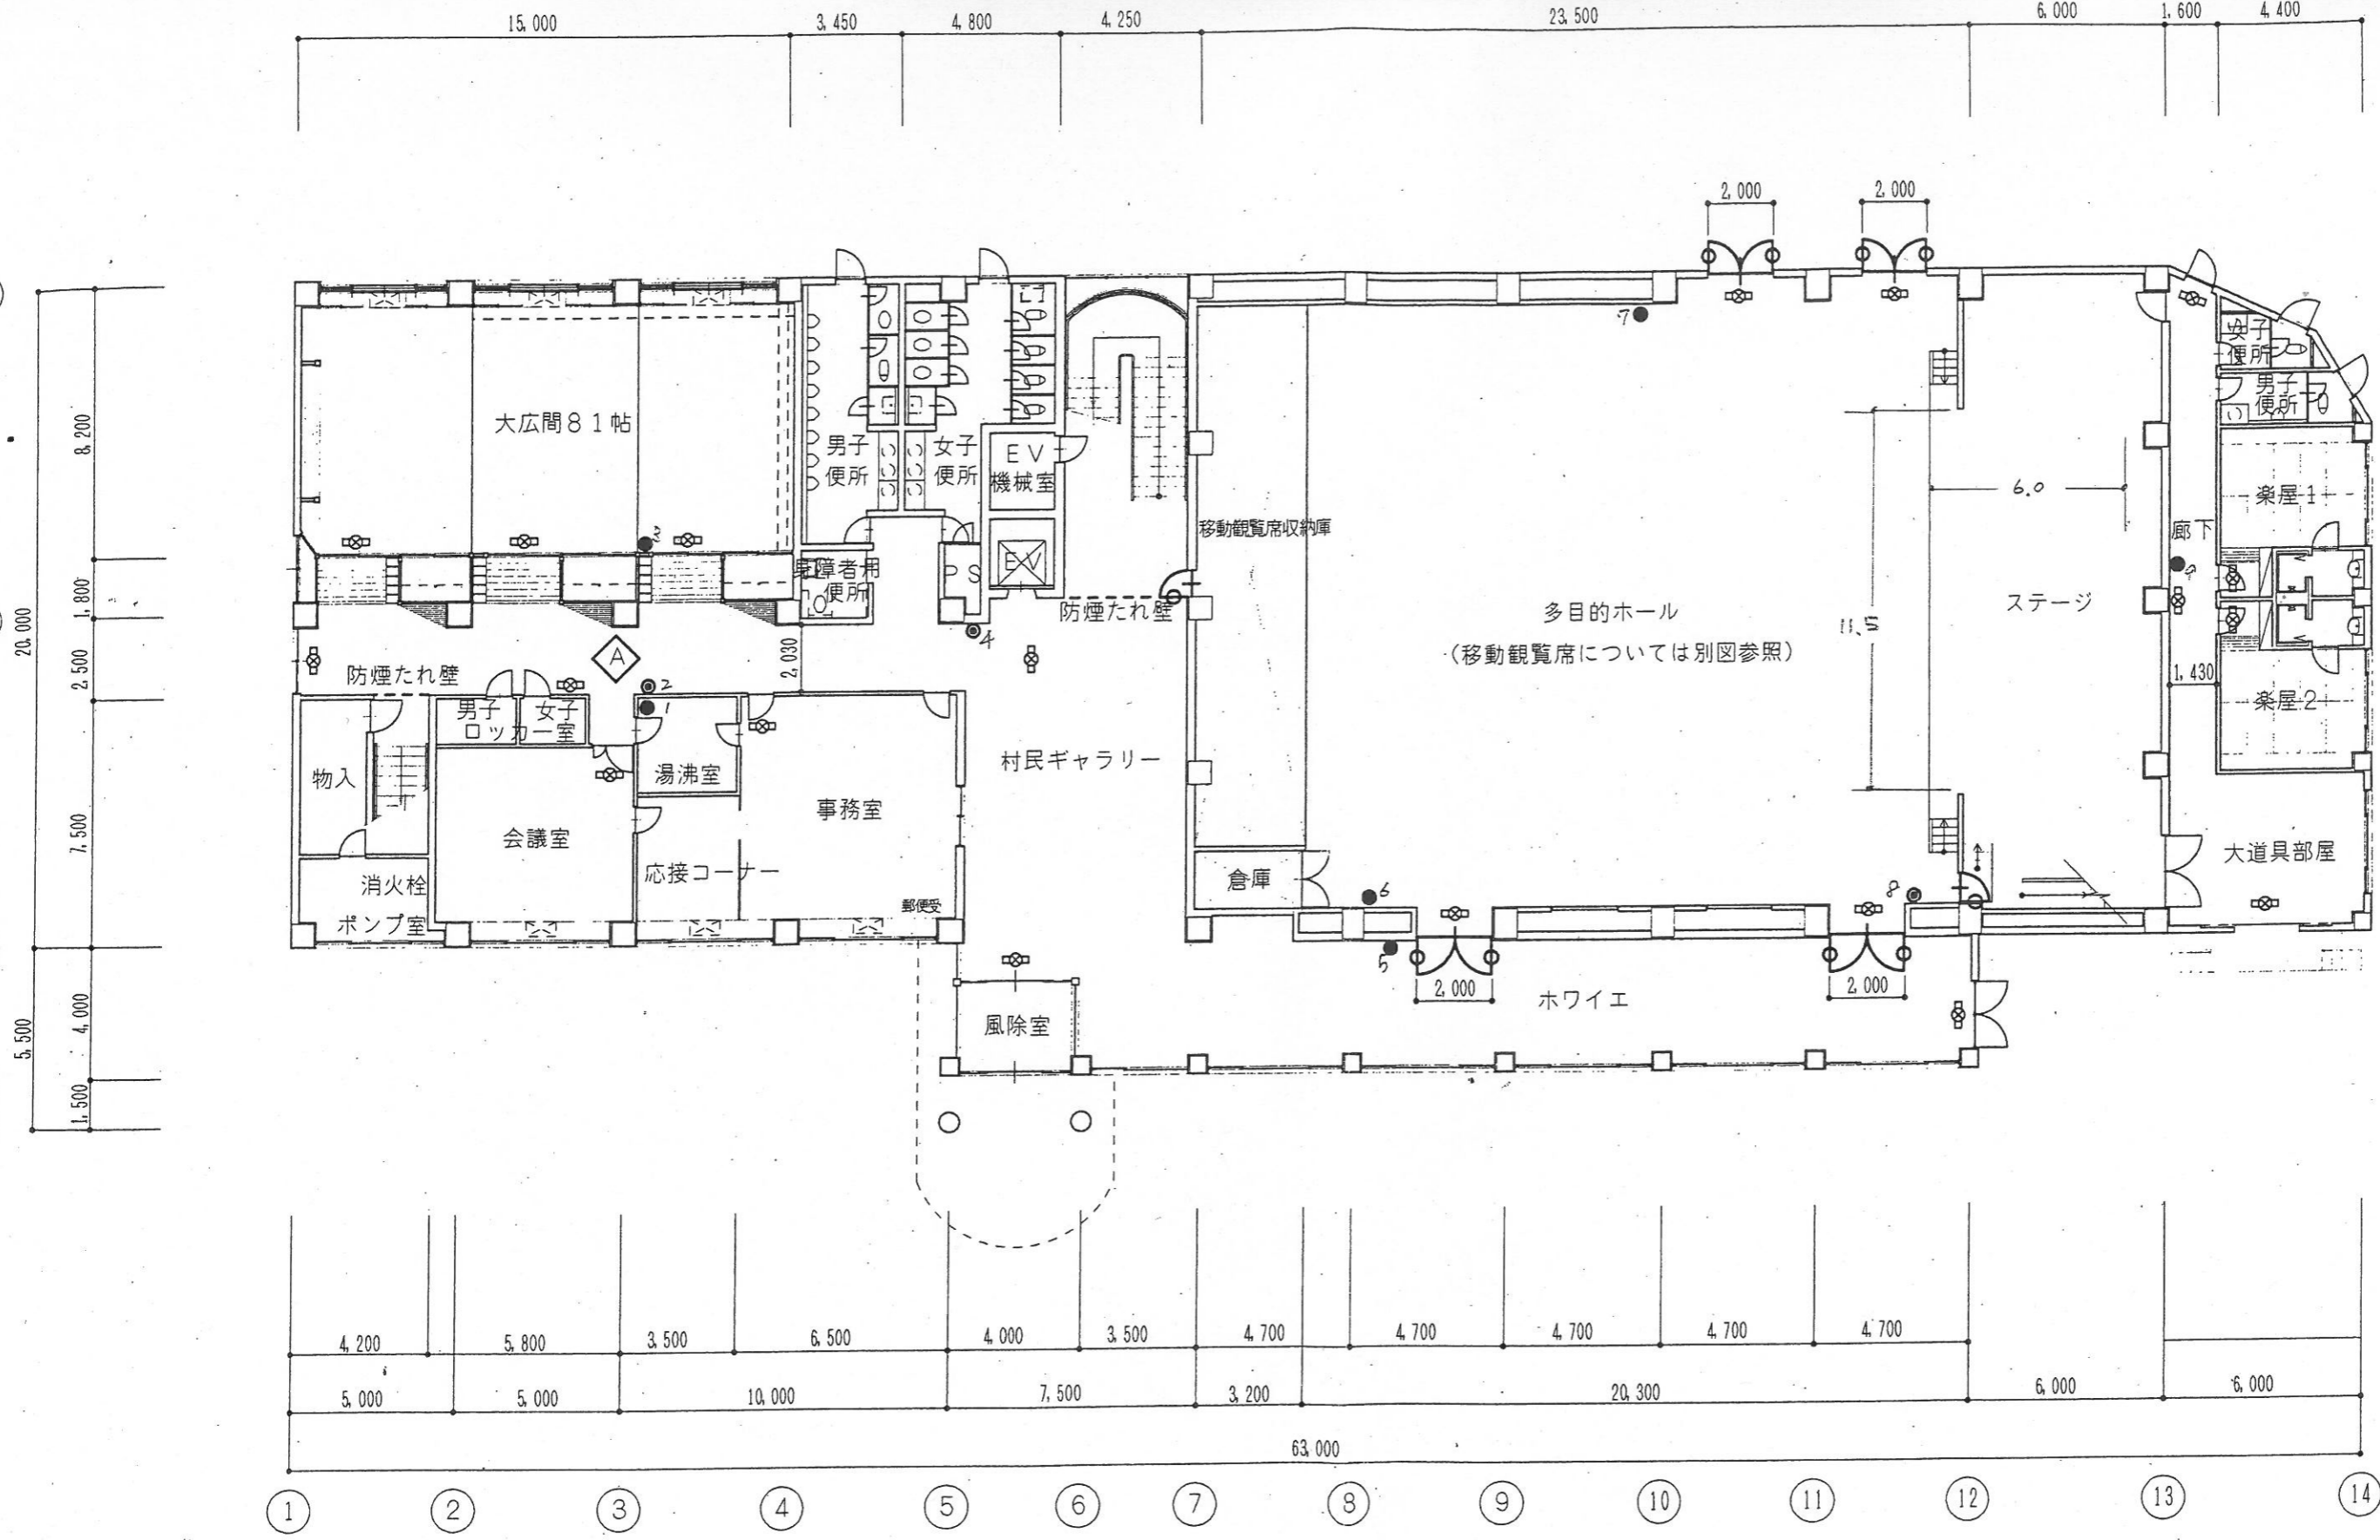 15,000
3,450
4,800
4,250
23,500
6,000
1,600
4,400
2,000
2,000
20,000
8,200
1,800
2,500
7,500
5,500
4,000
1,500
大広間81帖
男子
便所
女子
便所
EV
機械室
EV
PS
身障者用
便所
防煙たれ壁
移動観覧席収納庫
7
3
4
多目的ホール
(移動観覧席については別図参照)
11.5
6.0
ステージ
女子
便所
男子
便所
楽屋1
廊下
9
1,430
楽屋2
大道具部屋
防煙たれ壁
A
2,030
2
1
男子
女子
ロッカー室
物入
湯沸室
事務室
会議室
応接コーナー
郵便受
消火栓
ポンプ室
村民ギャラリー
倉庫
6
8
5
2,000
2,000
ホワイエ
風除室
4,200
5,800
3,500
6,500
4,000
3,500
4,700
4,700
4,700
4,700
4,700
5,000
5,000
10,000
7,500
3,200
20,300
6,000
6,000
63,000
1
2
3
4
5
6
7
8
9
10
11
12
13
14